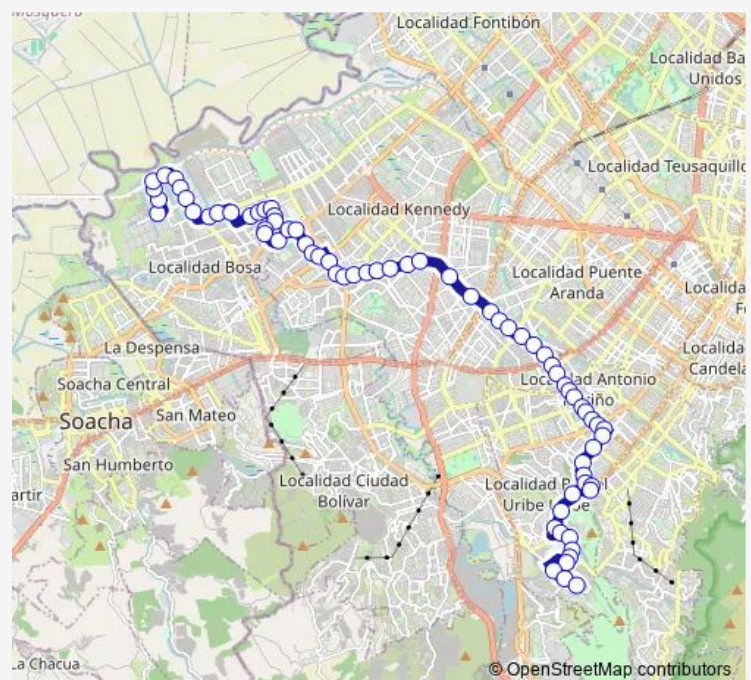 Mosquera
Localidad Fontibón
Localidad Ba
Unidos
Localidad Teusaquillo
Localidad Kennedy
Localidad Bosa
Localidad Puente
Aranda
Localida
La Despensa
Localida
Candela
Soacha Central
Localidad Antonio
San Mateo
Soacha
San Humberto
Localidad Ciudad
Bolívar
Uribe
artir
La Chacua
© OpenStreetMap contributors